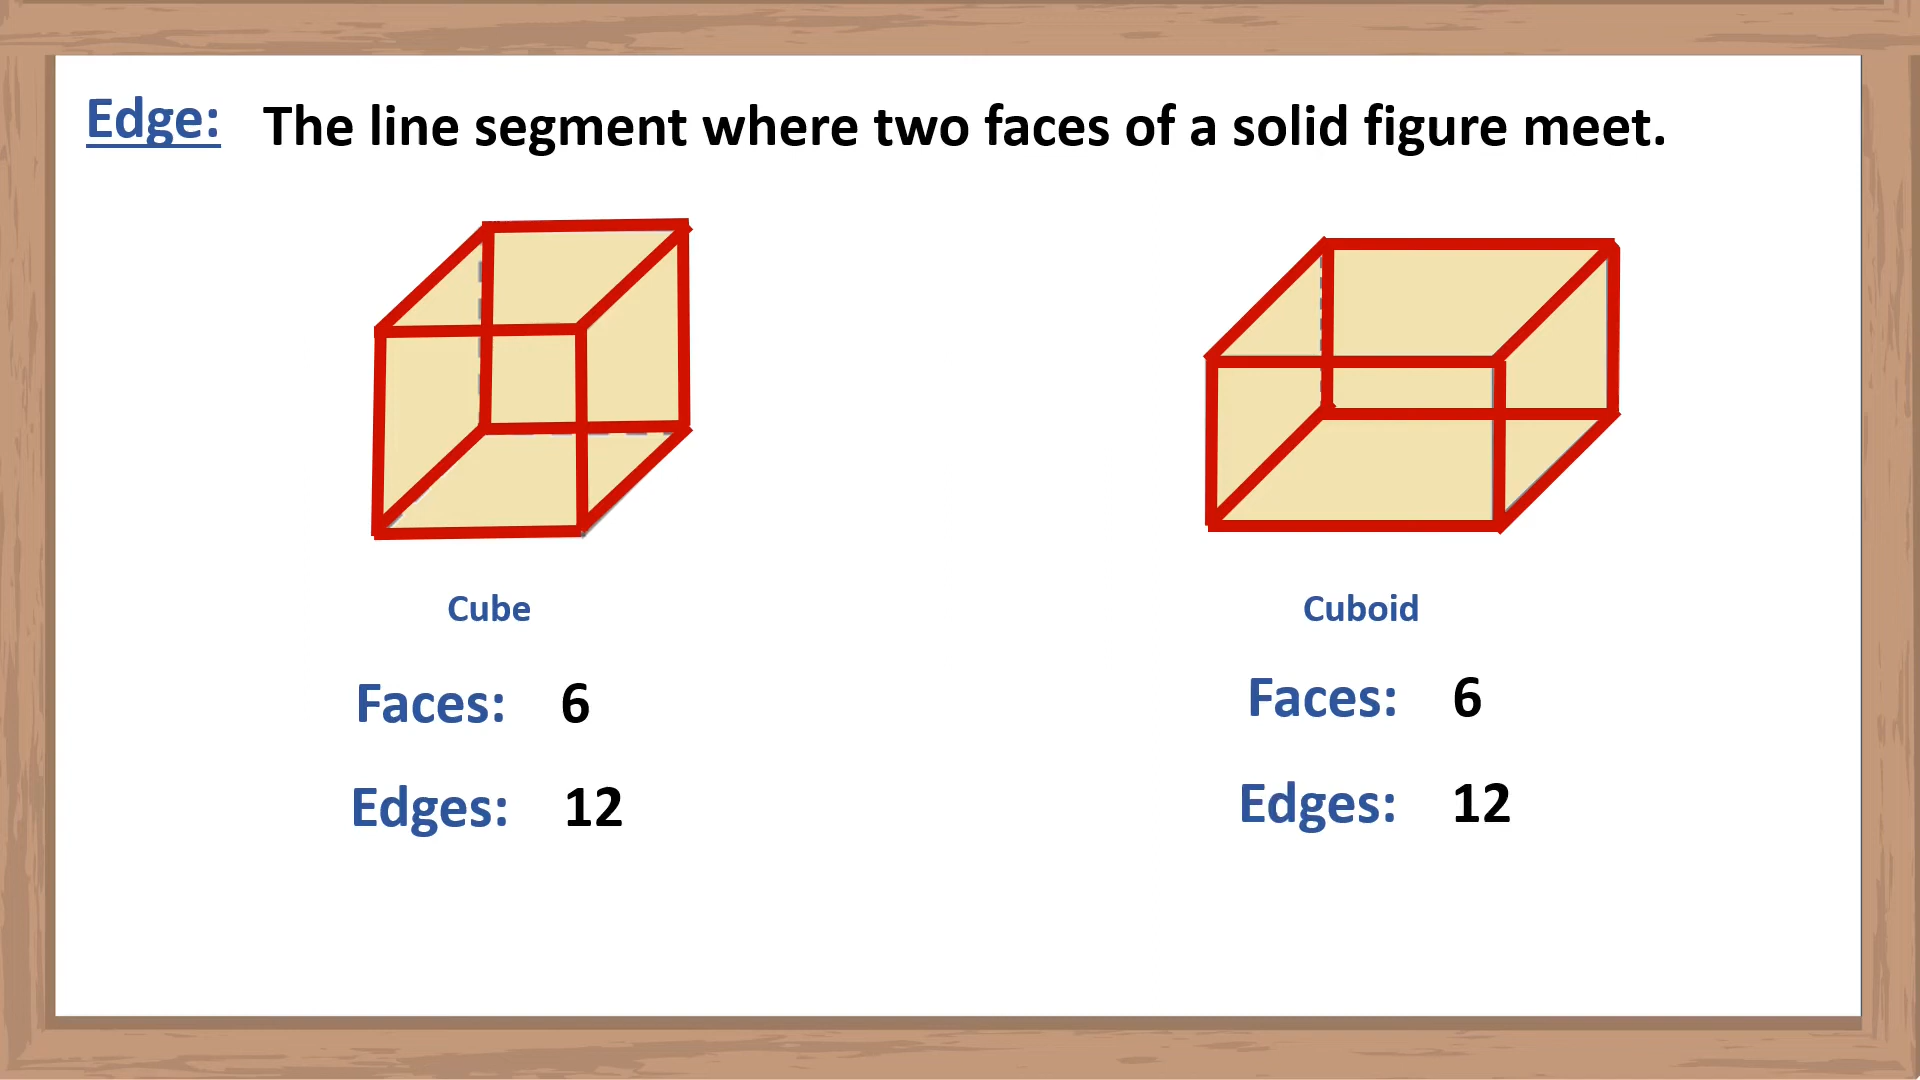 Edge: The line segment where two faces of a solid figure meet.
Cube
Cuboid
Faces: 6
Faces: 6
Edges: 12
Edges: 12